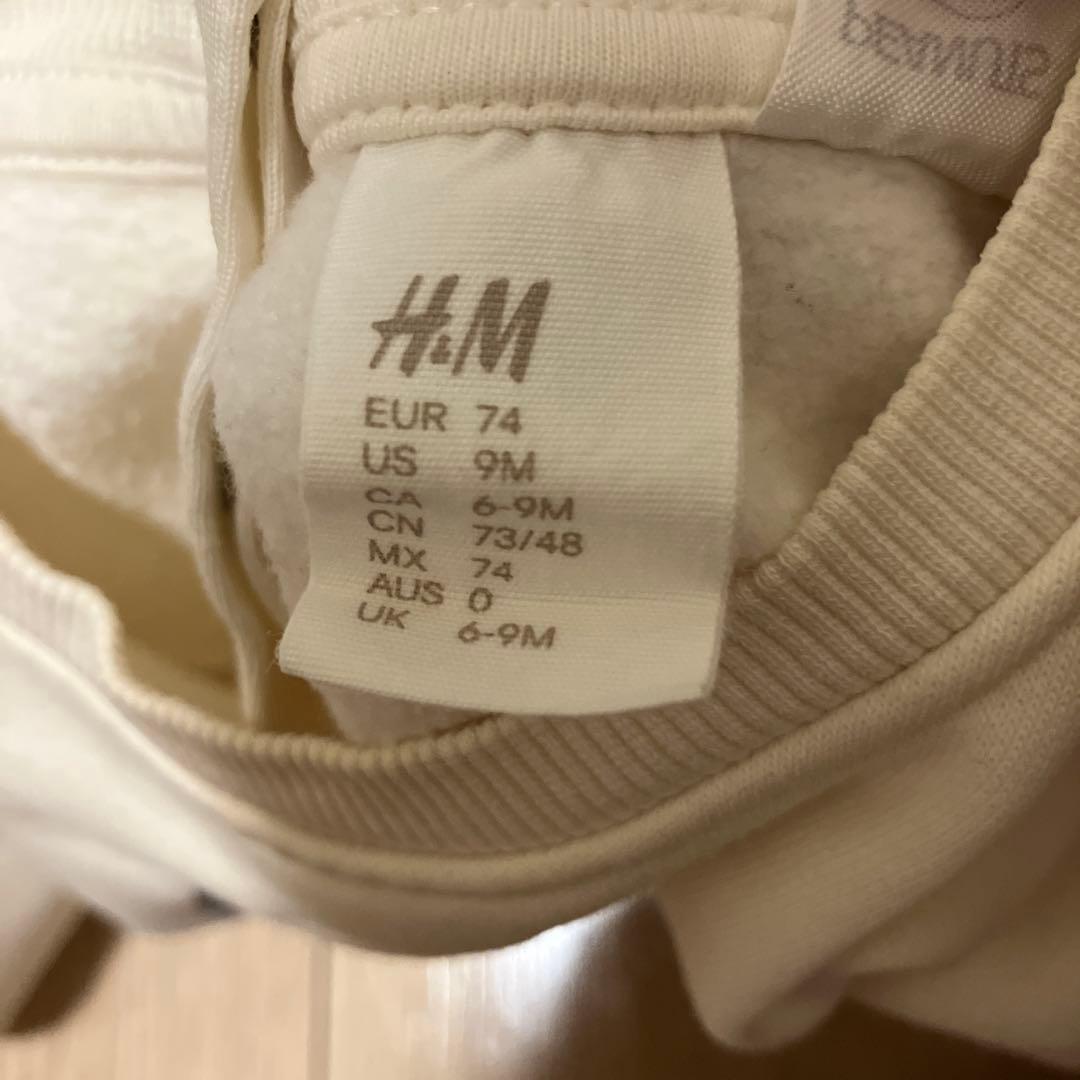 H&M
EUR 74
US 9M
CA 6-9M
CN 73/48
MX 74
AUS 0
UK 6-9M